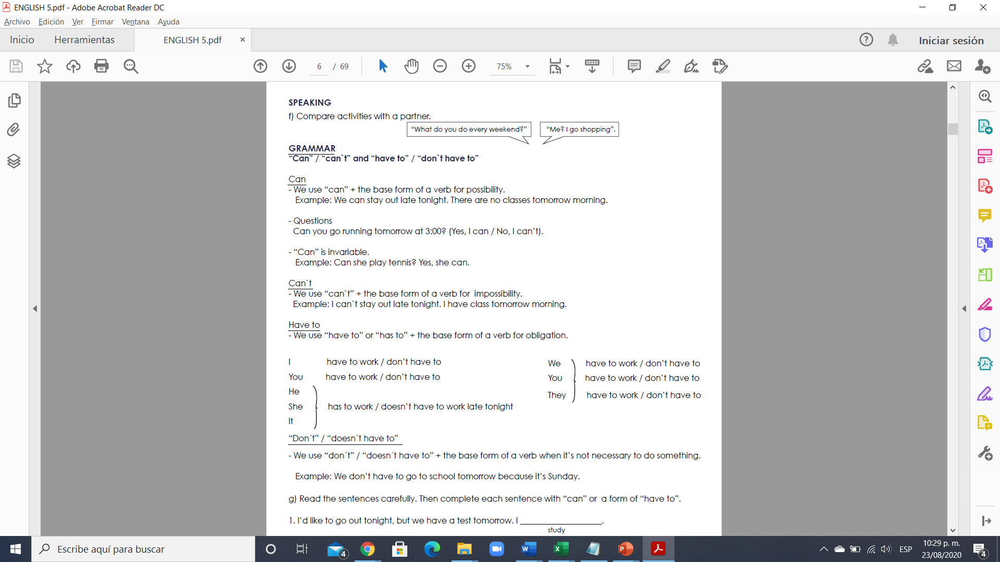 ENGLISH 5.pdf - Adobe Acrobat Reader DC
Archivo Edición Ver Firmar Ventana Ayuda
Inicio Herramientas ENGLISH 5.pdf × Iniciar sesión
6 / 69 75%
SPEAKING
f) Compare activities with a partner.
“What do you do every weekend?” “Me? I go shopping”.
GRAMMAR
“Can” / “can`t” and “have to” / “don`t have to”
Can
- We use “can” + the base form of a verb for possibility.
Example: We can stay out late tonight. There are no classes tomorrow morning.
- Questions
Can you go running tomorrow at 3:00? (Yes, I can / No, I can’t).
- “Can” is invariable.
Example: Can she play tennis? Yes, she can.
Can`t
- We use “can`t” + the base form of a verb for impossibility.
Example: I can`t stay out late tonight. I have class tomorrow morning.
Have to
- We use “have to” or “has to” + the base form of a verb for obligation.
I have to work / don’t have to
You have to work / don’t have to
He
She has to work / doesn’t have to work late tonight
It
We have to work / don’t have to
You have to work / don’t have to
They have to work / don’t have to
“Don´t” / “doesn´t have to”
- We use “don´t” / “doesn´t have to” + the base form of a verb when it’s not necessary to do something.
Example: We don’t have to go to school tomorrow because it’s Sunday.
g) Read the sentences carefully. Then complete each sentence with “can” or a form of “have to”.
1. I’d like to go out tonight, but we have a test tomorrow. I ____________________.
study
Escribe aquí para buscar
4
ESP
10:29 p. m.
23/08/2020
4